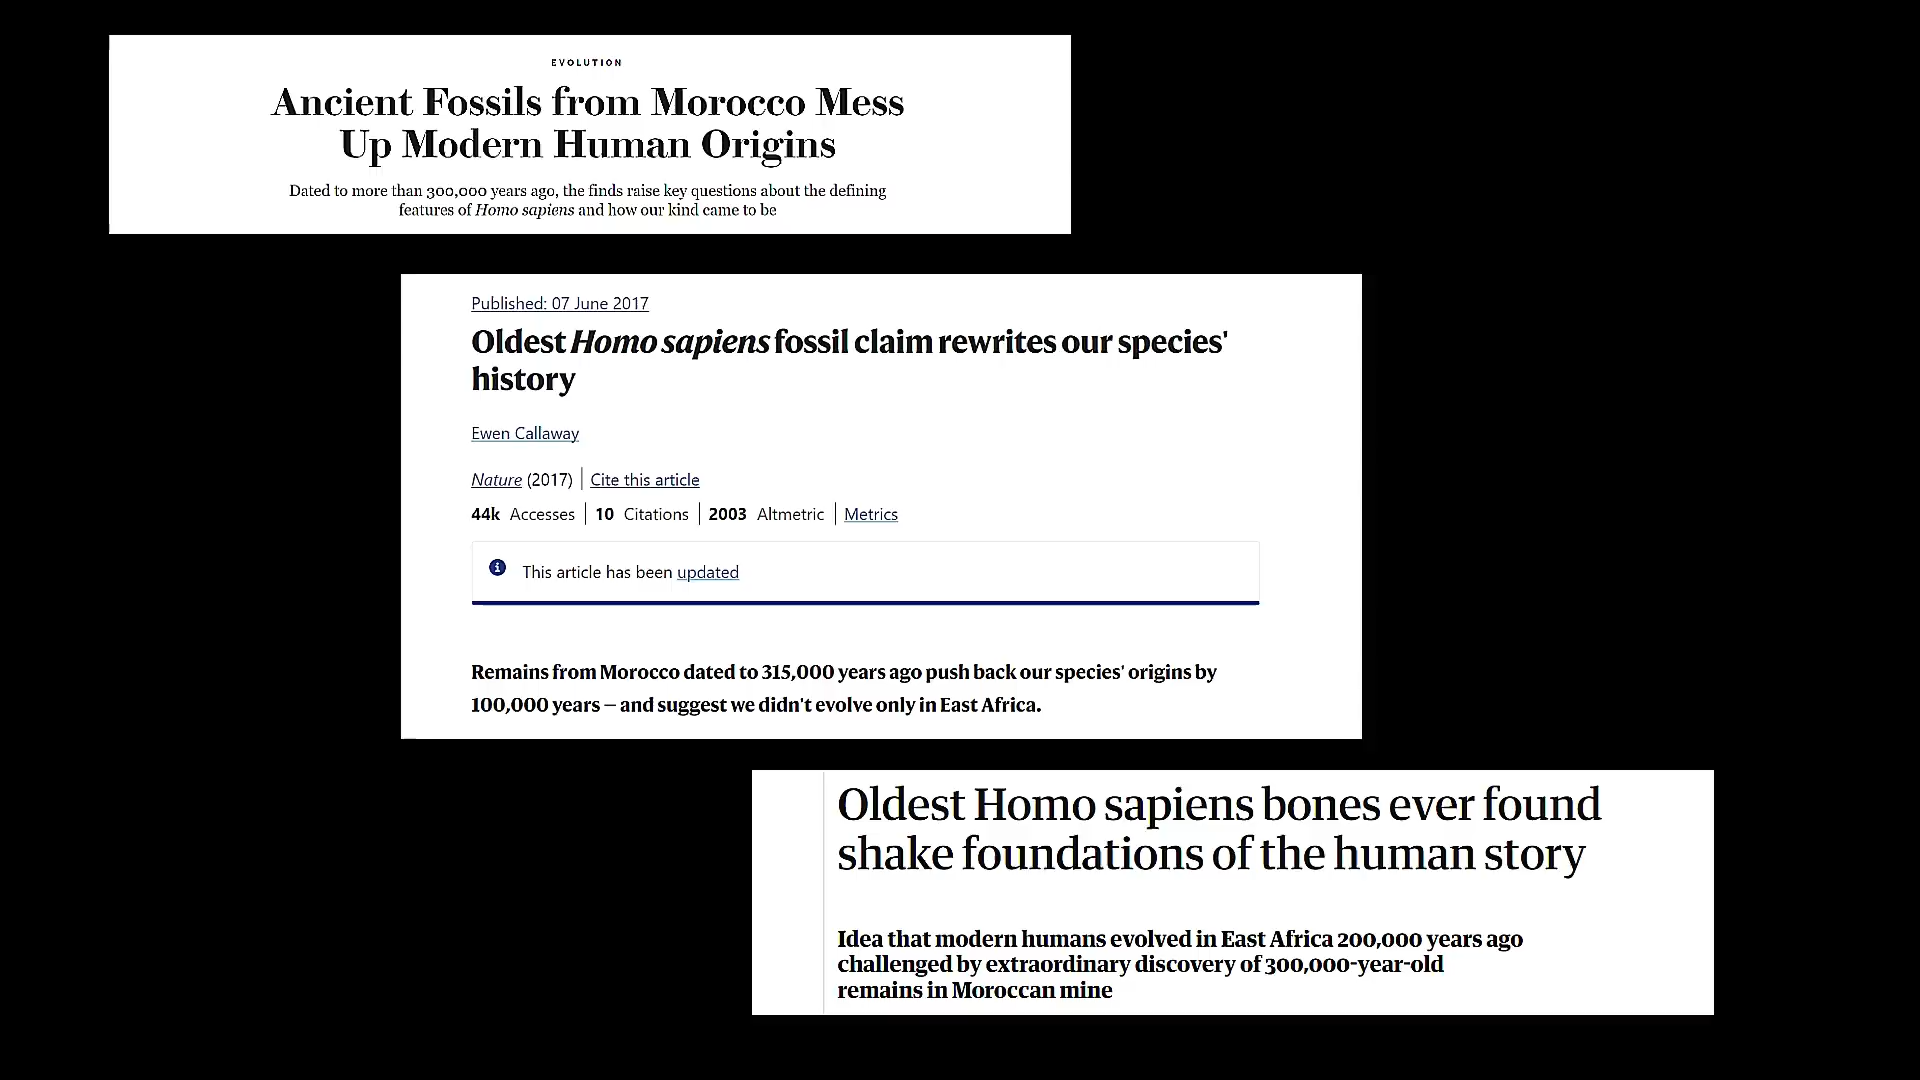 EVOLUTION
Ancient Fossils from Morocco Mess
Up Modern Human Origins
Dated to more than 300,000 years ago, the finds raise key questions about the defining
features of Homo sapiens and how our kind came to be
Published: 07 June 2017
Oldest Homo sapiens fossil claim rewrites our species'
history
Ewen Callaway
Nature (2017) | Cite this article
44k Accesses | 10 Citations | 2003 Altmetric | Metrics
This article has been updated
Remains from Morocco dated to 315,000 years ago push back our species' origins by
100,000 years — and suggest we didn't evolve only in East Africa.
Oldest Homo sapiens bones ever found
shake foundations of the human story
Idea that modern humans evolved in East Africa 200,000 years ago
challenged by extraordinary discovery of 300,000-year-old
remains in Moroccan mine